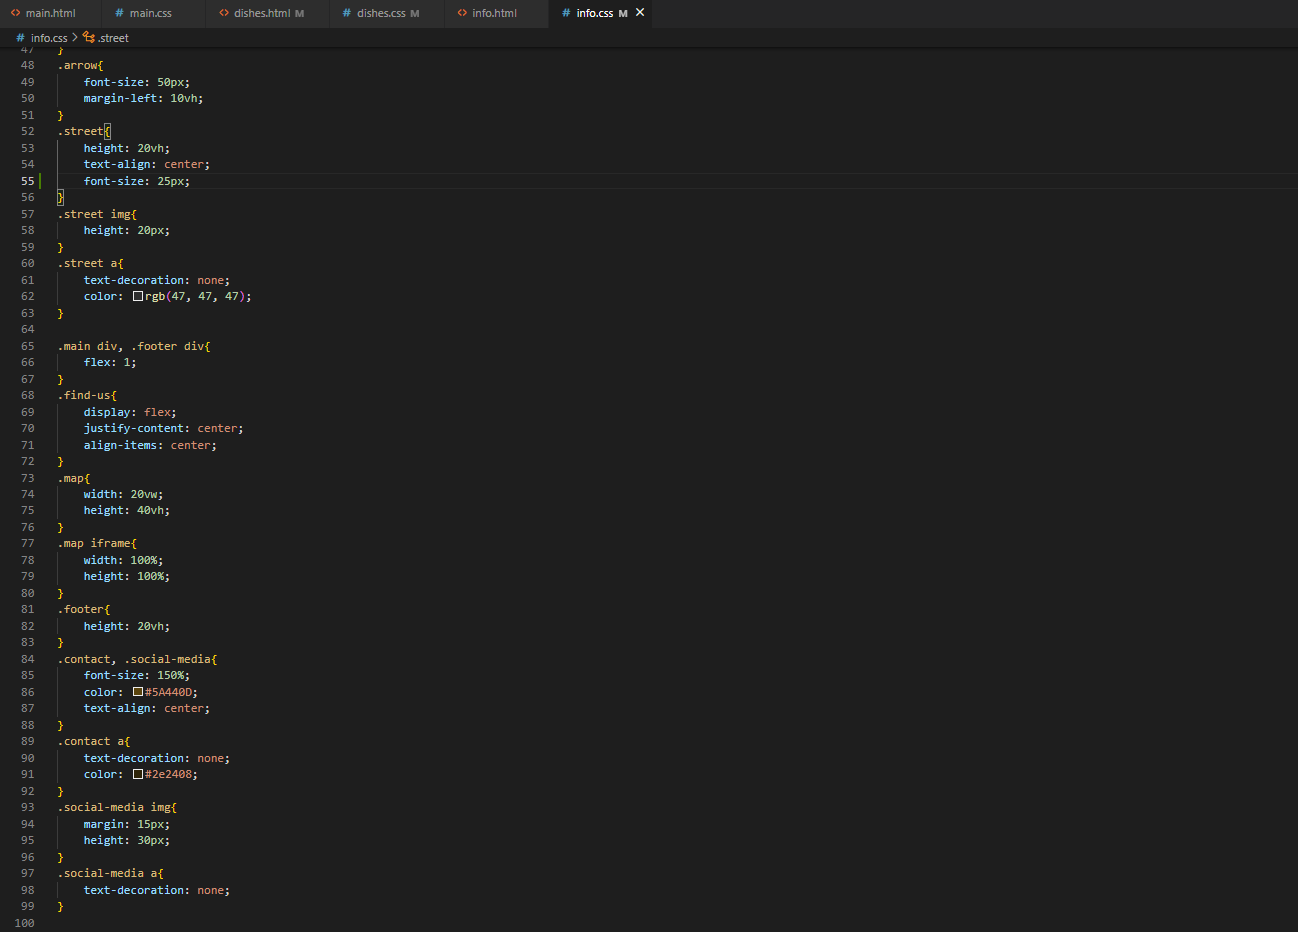 main.html # main.css dishes.html M # dishes.css M info.html # info.css M
# info.css > .street
47 }
48 .arrow{
49 font-size: 50px;
50 margin-left: 10vh;
51 }
52 .street{
53 height: 20vh;
54 text-align: center;
55 font-size: 25px;
56 }
57 .street img{
58 height: 20px;
59 }
60 .street a{
61 text-decoration: none;
62 color: rgb(47, 47, 47);
63 }
64
65 .main div, .footer div{
66 flex: 1;
67 }
68 .find-us{
69 display: flex;
70 justify-content: center;
71 align-items: center;
72 }
73 .map{
74 width: 20vw;
75 height: 40vh;
76 }
77 .map iframe{
78 width: 100%;
79 height: 100%;
80 }
81 .footer{
82 height: 20vh;
83 }
84 .contact, .social-media{
85 font-size: 150%;
86 color: #5A440D;
87 text-align: center;
88 }
89 .contact a{
90 text-decoration: none;
91 color: #2e2408;
92 }
93 .social-media img{
94 margin: 15px;
95 height: 30px;
96 }
97 .social-media a{
98 text-decoration: none;
99 }
100